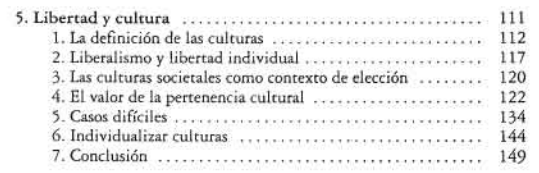 5. Libertad y cultura .......................................... 111
1. La definición de las culturas .............................. 112
2. Liberalismo y libertad individual .......................... 117
3. Las culturas societales como contexto de elección ........ 120
4. El valor de la pertenencia cultural ........................ 122
5. Casos difíciles ............................................ 134
6. Individualizar culturas .................................... 144
7. Conclusión ................................................. 149